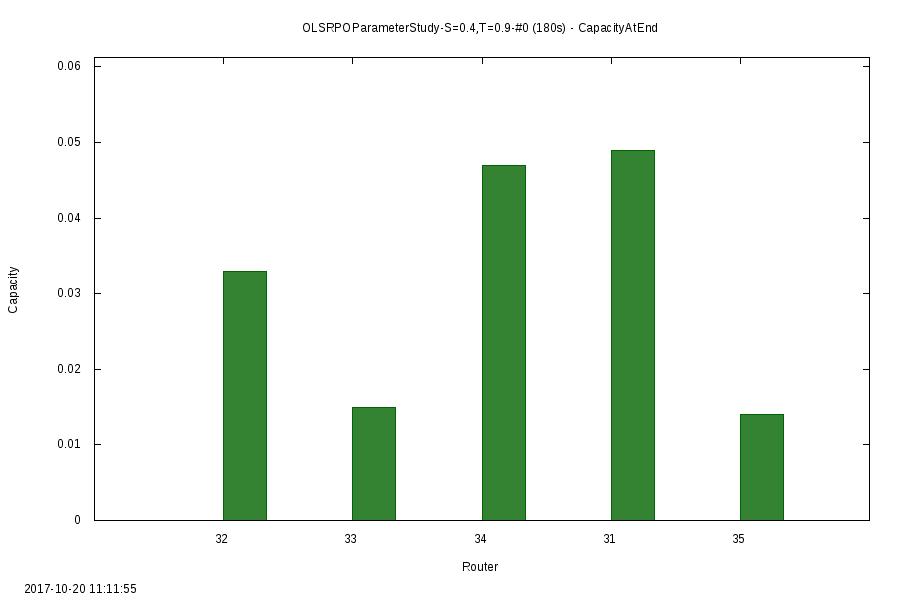 OLSRPOParameterStudy-S=0.4,T=0.9-#0 (180s) - CapacityAtEnd
0.06
0.05
0.04
0.03
0.02
0.01
0
Capacity
32 33 34 31 35
Router
2017-10-20 11:11:55